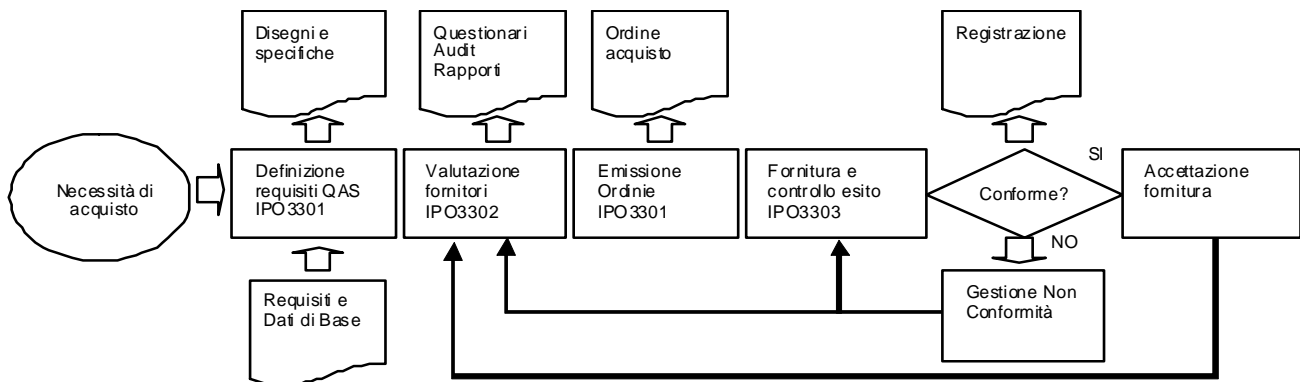 Disegni e
specifiche
Questionari
Audit
Rapporti
Ordine
acquisto
Registrazione
Necessità di
acquisto
Definizione
requisiti QAS
IPO3301
Valutazione
fornitori
IPO3302
Emissione
Ordinie
IPO3301
Fornitura e
controllo esito
IPO3303
Conforme?
SI
Accettazione
fornitura
NO
Requisiti e
Dati di Base
Gestione Non
Conformità